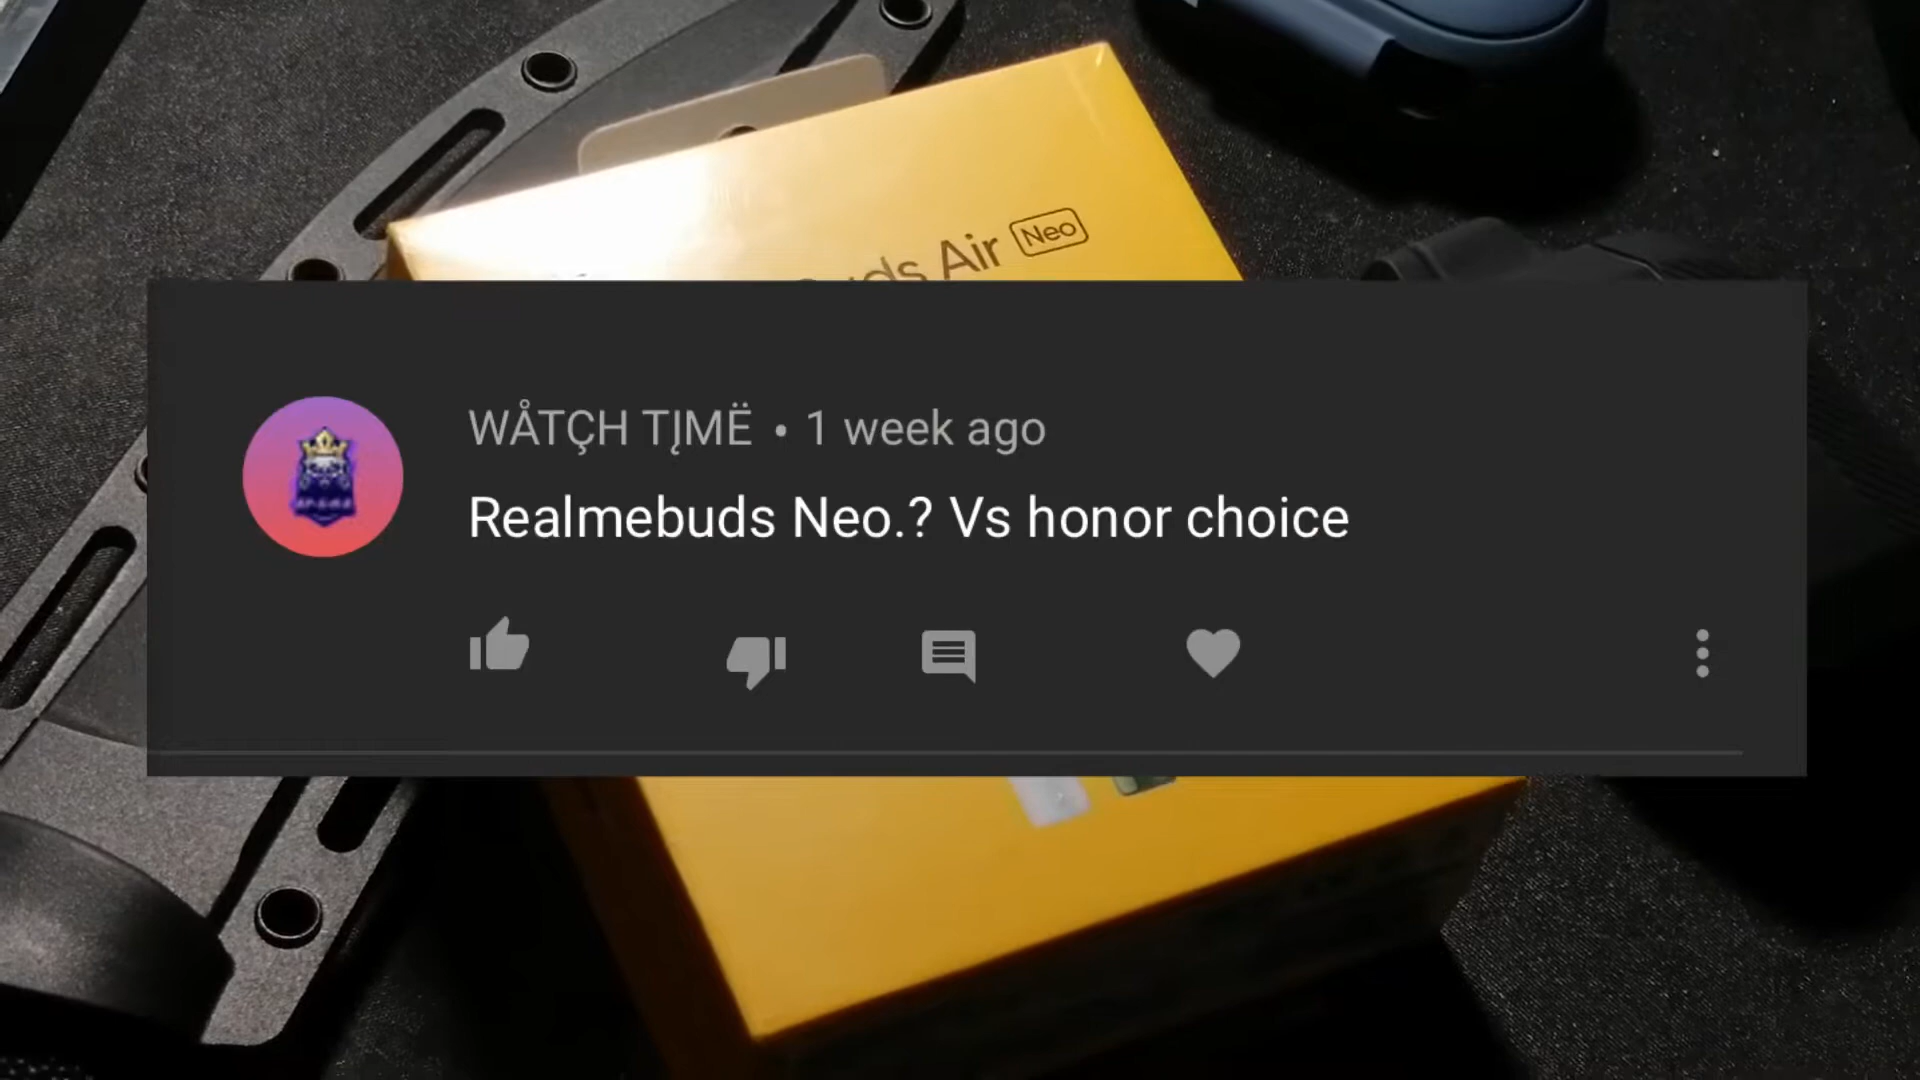 Air Neo
WÅTÇH TĮMË • 1 week ago
Realmebuds Neo.? Vs honor choice